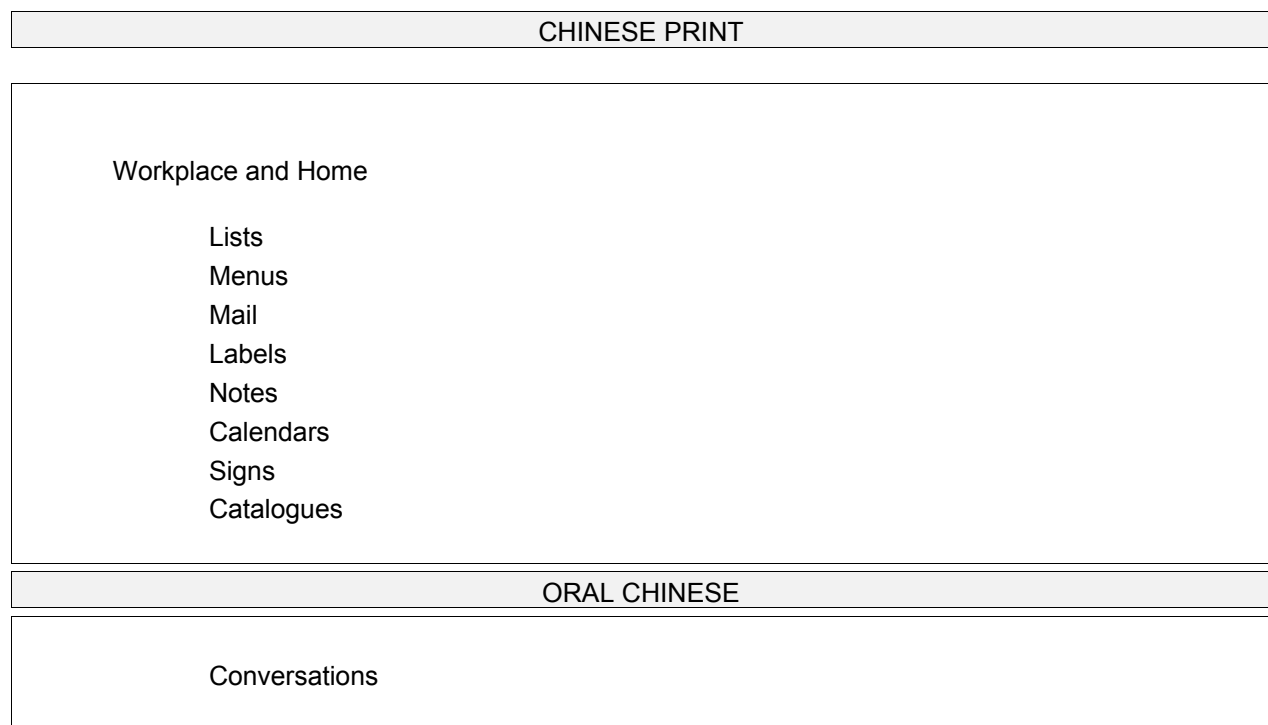 CHINESE PRINT
Workplace and Home
Lists
Menus
Mail
Labels
Notes
Calendars
Signs
Catalogues
ORAL CHINESE
Conversations